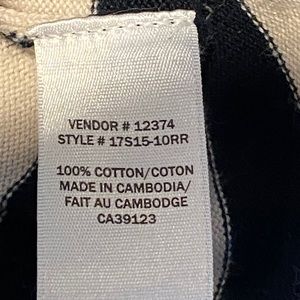 VENDOR # 12374
STYLE # 17S15-10RR
100% COTTON/COTON
MADE IN CAMBODIA/
FAIT AU CAMBODGE
CA39123